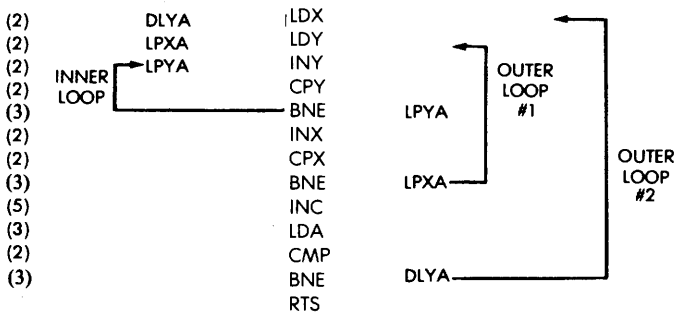 (2) DLYA LDX
(2) LPXA LDY
(2) LPYA INY
INNER LOOP
(2) CPY
(3) BNE LPYA
OUTER LOOP #1
(2) INX
(2) CPX
(3) BNE LPXA
OUTER LOOP #2
(5) INC
(3) LDA
(2) CMP
(3) BNE DLYA
RTS